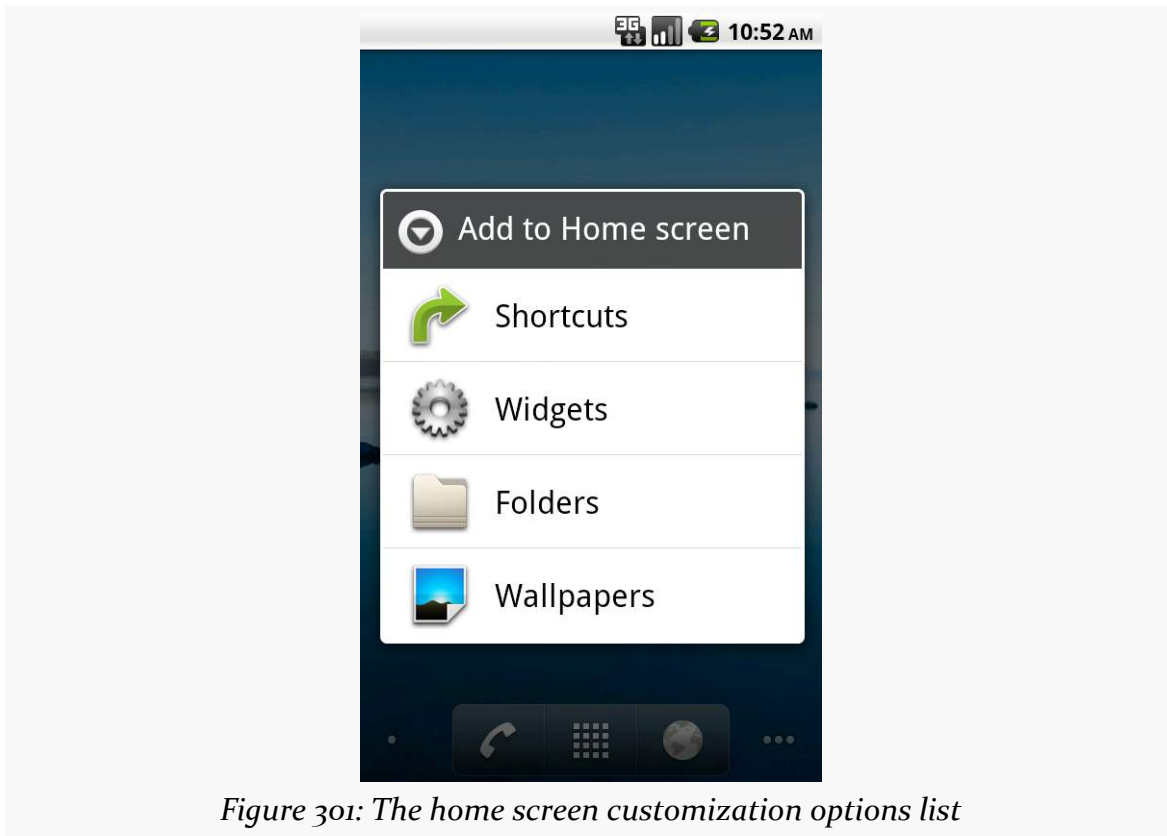 3G 10:52 AM
Add to Home screen
Shortcuts
Widgets
Folders
Wallpapers
Figure 301: The home screen customization options list